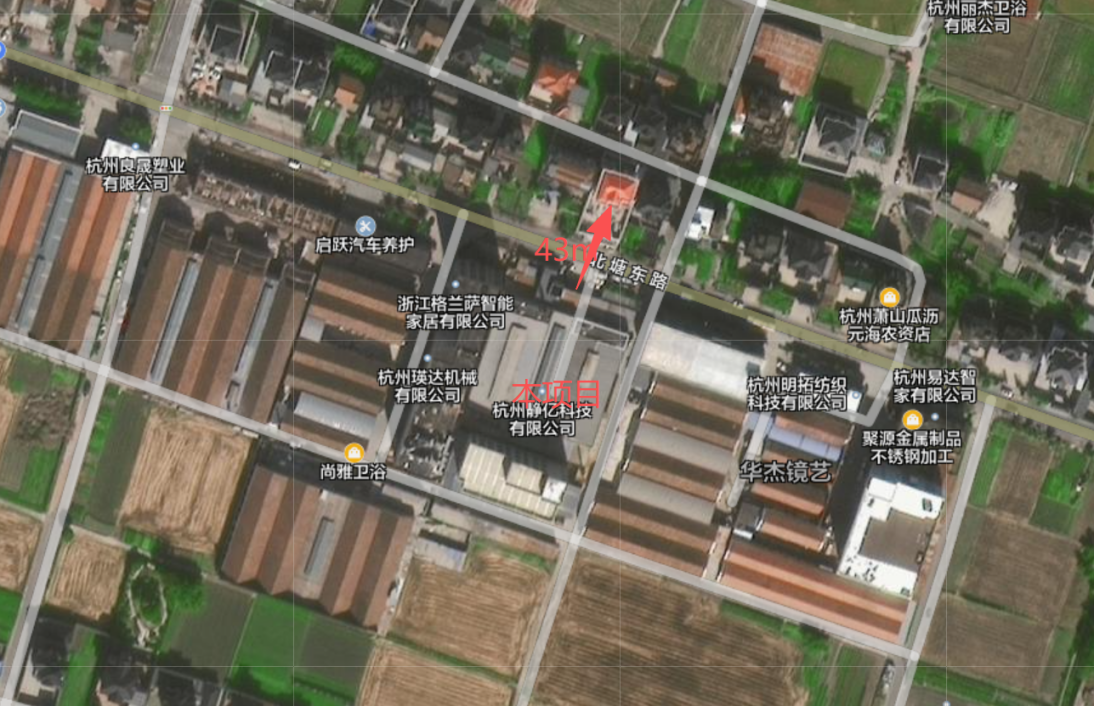 杭州丽杰卫浴
有限公司
杭州良晟塑业
有限公司
启跃汽车养护
43m
北塘东路
浙江格兰萨智能
家居有限公司
杭州萧山瓜沥
元海农资店
杭州瑛达机械
有限公司
本项目
杭州静亿科技
有限公司
杭州明拓纺织
科技有限公司
杭州易达智
家有限公司
聚源金属制品
不锈钢加工
尚雅卫浴
华杰镜艺